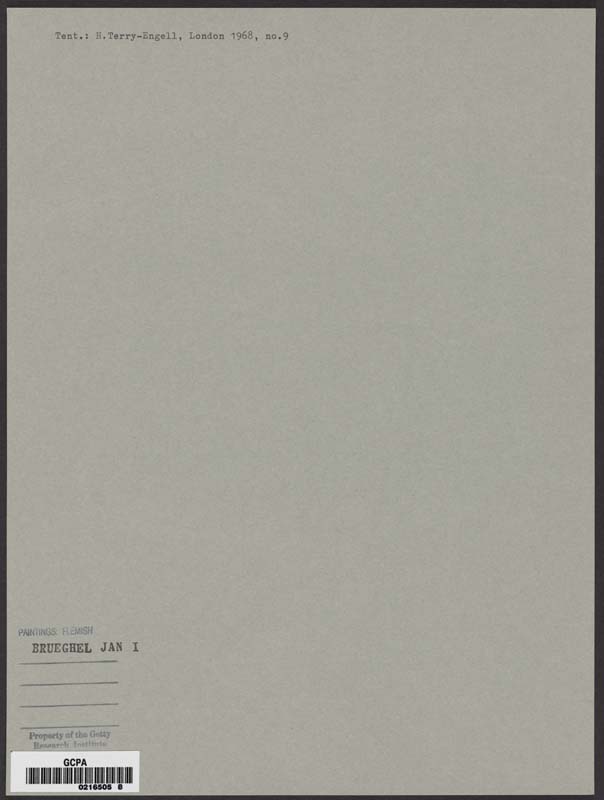 Tent.: H.Terry-Engell, London 1968, no.9
PAINTINGS: FLEMISH
BRUEGHEL JAN I
Property of the Getty
Research Institute
GCPA
0216505 B